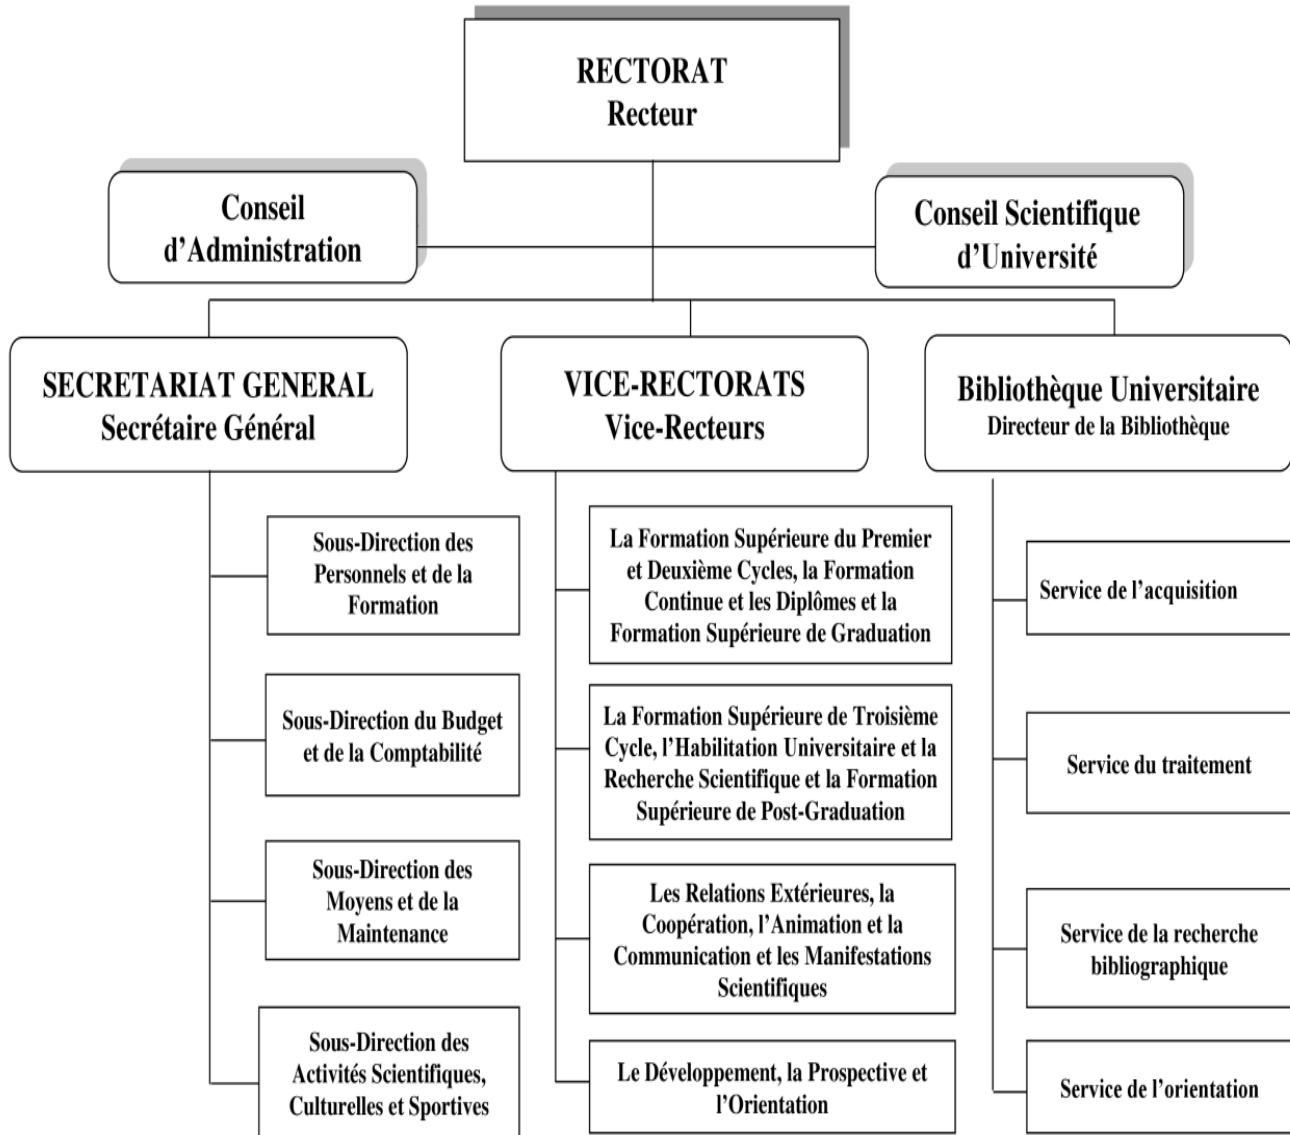 RECTORAT
Recteur
Conseil
d’Administration
Conseil Scientifique
d’Université
SECRETARIAT GENERAL
Secrétaire Général
VICE-RECTORATS
Vice-Recteurs
Bibliothèque Universitaire
Directeur de la Bibliothèque
Sous-Direction des
Personnels et de la
Formation
Sous-Direction du Budget
et de la Comptabilité
Sous-Direction des
Moyens et de la
Maintenance
Sous-Direction des
Activités Scientifiques,
Culturelles et Sportives
La Formation Supérieure du Premier
et Deuxième Cycles, la Formation
Continue et les Diplômes et la
Formation Supérieure de Graduation
La Formation Supérieure de Troisième
Cycle, l’Habilitation Universitaire et la
Recherche Scientifique et la Formation
Supérieure de Post-Graduation
Les Relations Extérieures, la
Coopération, l’Animation et la
Communication et les Manifestations
Scientifiques
Le Développement, la Prospective et
l’Orientation
Service de l’acquisition
Service du traitement
Service de la recherche
bibliographique
Service de l’orientation